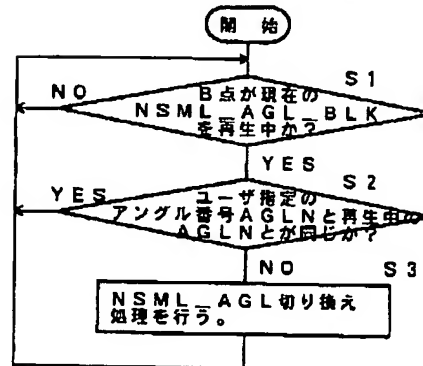 開 始
NO
B点が現在の
S1
NSML_AGL_BLK
を再生中か?
YES
S2
YES
ユーザ指定の
アングル番号AGLNと再生中の
AGLNとが同じか?
NO
S3
NSML_AGL切り換え
処理を行う。